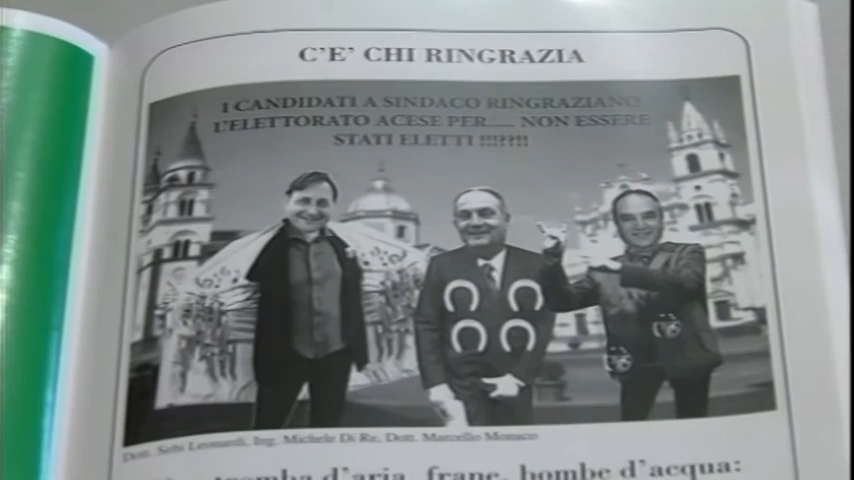 C'E' CHI RINGRAZIA
I CANDIDATI A SINDACO RINGRAZIANO
L'ELETTORATO ACESE PER..... NON ESSERE
STATI ELETTI !!!??!!
Dott. Sebi Leonardi, Ing. Michele Di Re, Dott. Marcello Monaco
tromba d'aria, frane, bombe d'acqua: